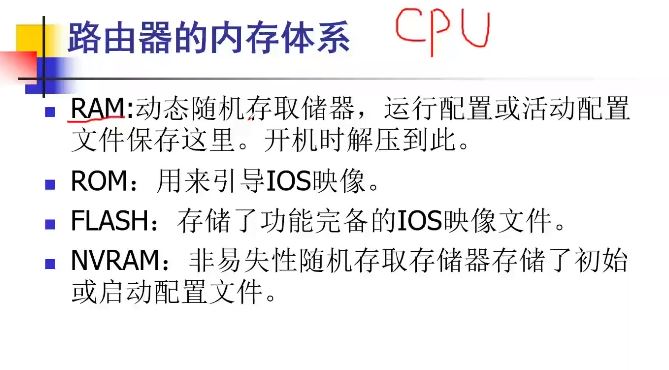 路由器的内存体系 CPU
RAM:动态随机存取储器，运行配置或活动配置
文件保存这里。开机时解压到此。
ROM：用来引导IOS映像。
FLASH：存储了功能完备的IOS映像文件。
NVRAM：非易失性随机存取存储器存储了初始
或启动配置文件。